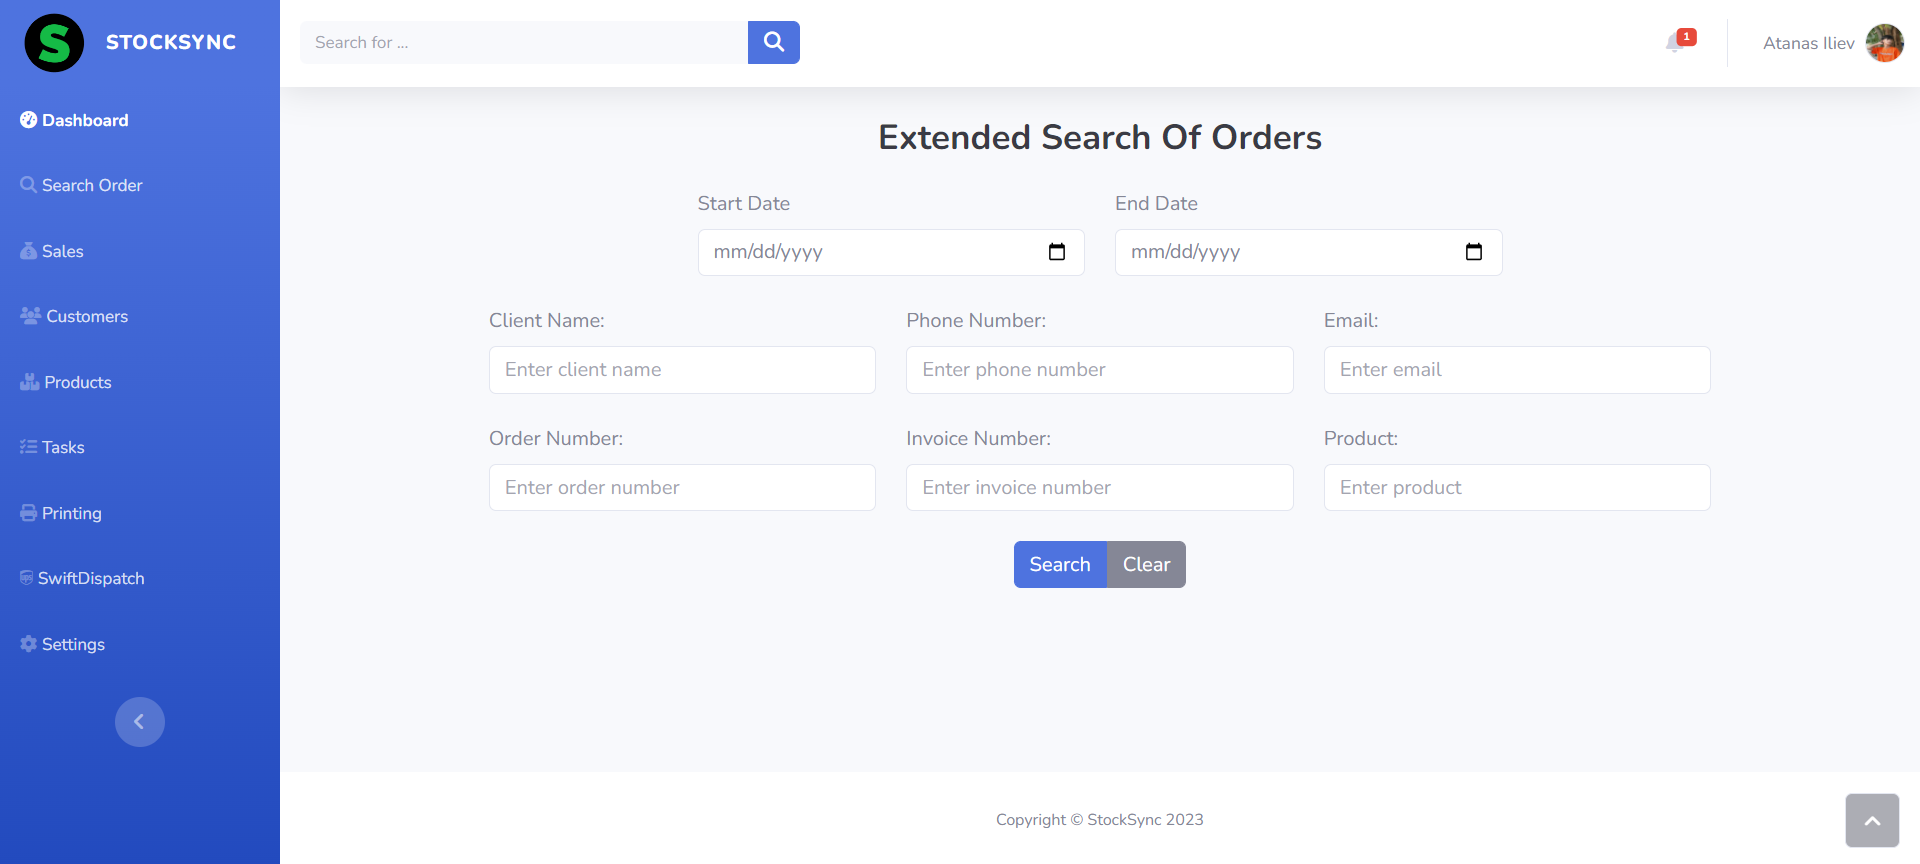 S
STOCKSYNC
Search for ...
1
Atanas Iliev
Dashboard
Search Order
Sales
Customers
Products
Tasks
Printing
SwiftDispatch
Settings
Extended Search Of Orders
Start Date
End Date
mm/dd/yyyy
mm/dd/yyyy
Client Name:
Phone Number:
Email:
Enter client name
Enter phone number
Enter email
Order Number:
Invoice Number:
Product:
Enter order number
Enter invoice number
Enter product
Search
Clear
Copyright © StockSync 2023